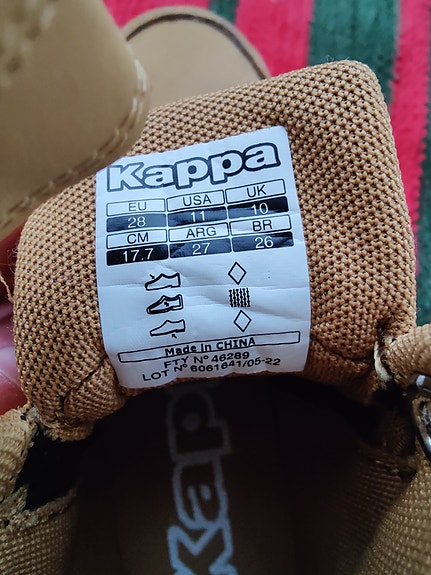 Kappa
EU USA UK
28 11 10
CM ARG BR
17.7 27 26
Made in CHINA
FTY N° 46289
LOT N° 6061641/05-22
Kappa